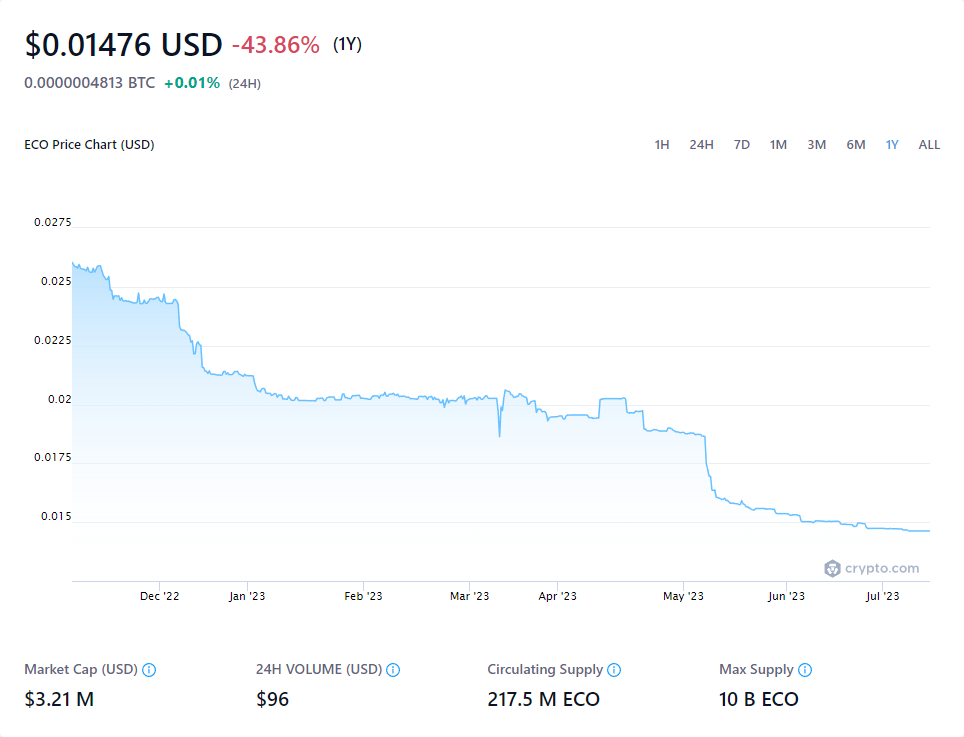 $0.01476 USD -43.86% (1Y)
0.0000004813 BTC +0.01% (24H)
ECO Price Chart (USD) 1H 24H 7D 1M 3M 6M 1Y ALL
0.0275
0.025
0.0225
0.02
0.0175
0.015
crypto.com
Dec '22 Jan '23 Feb '23 Mar '23 Apr '23 May '23 Jun '23 Jul '23
Market Cap (USD) 24H VOLUME (USD) Circulating Supply Max Supply
$3.21 M $96 217.5 M ECO 10 B ECO